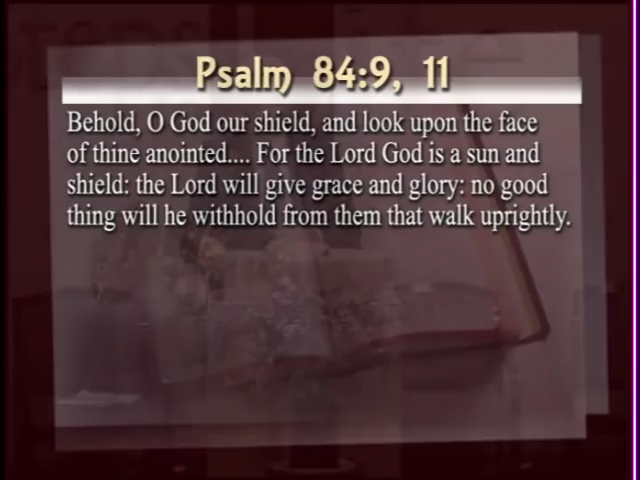 Psalm 84:9, 11
Behold, O God our shield, and look upon the face
of thine anointed.... For the Lord God is a sun and
shield: the Lord will give grace and glory: no good
thing will he withhold from them that walk uprightly.